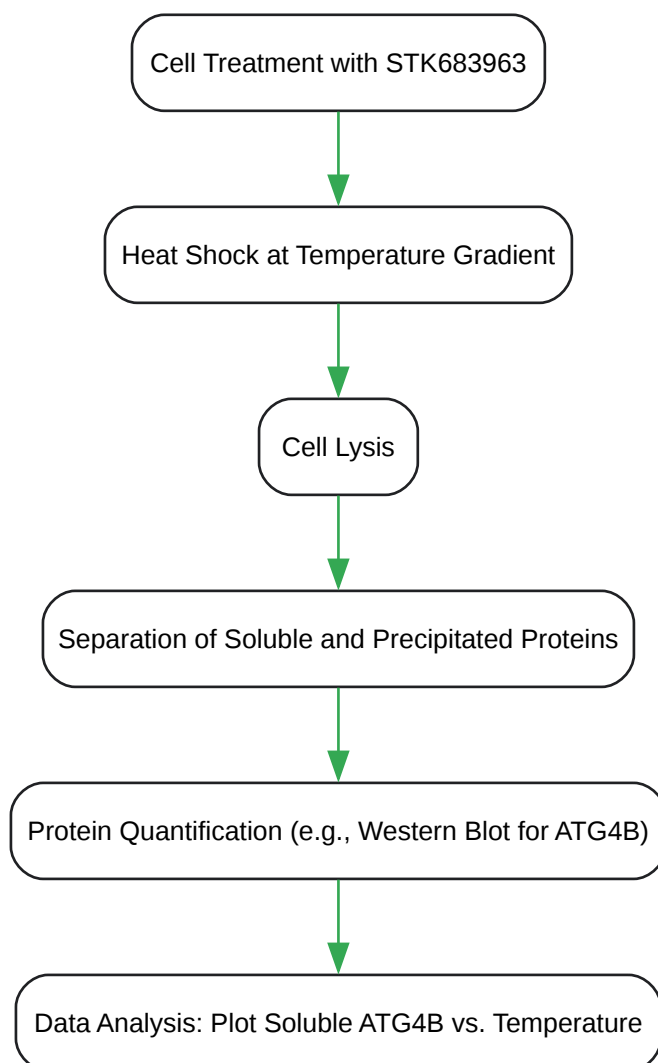 Cell Treatment with STK683963
Heat Shock at Temperature Gradient
Cell Lysis
Separation of Soluble and Precipitated Proteins
Protein Quantification (e.g., Western Blot for ATG4B)
Data Analysis: Plot Soluble ATG4B vs. Temperature